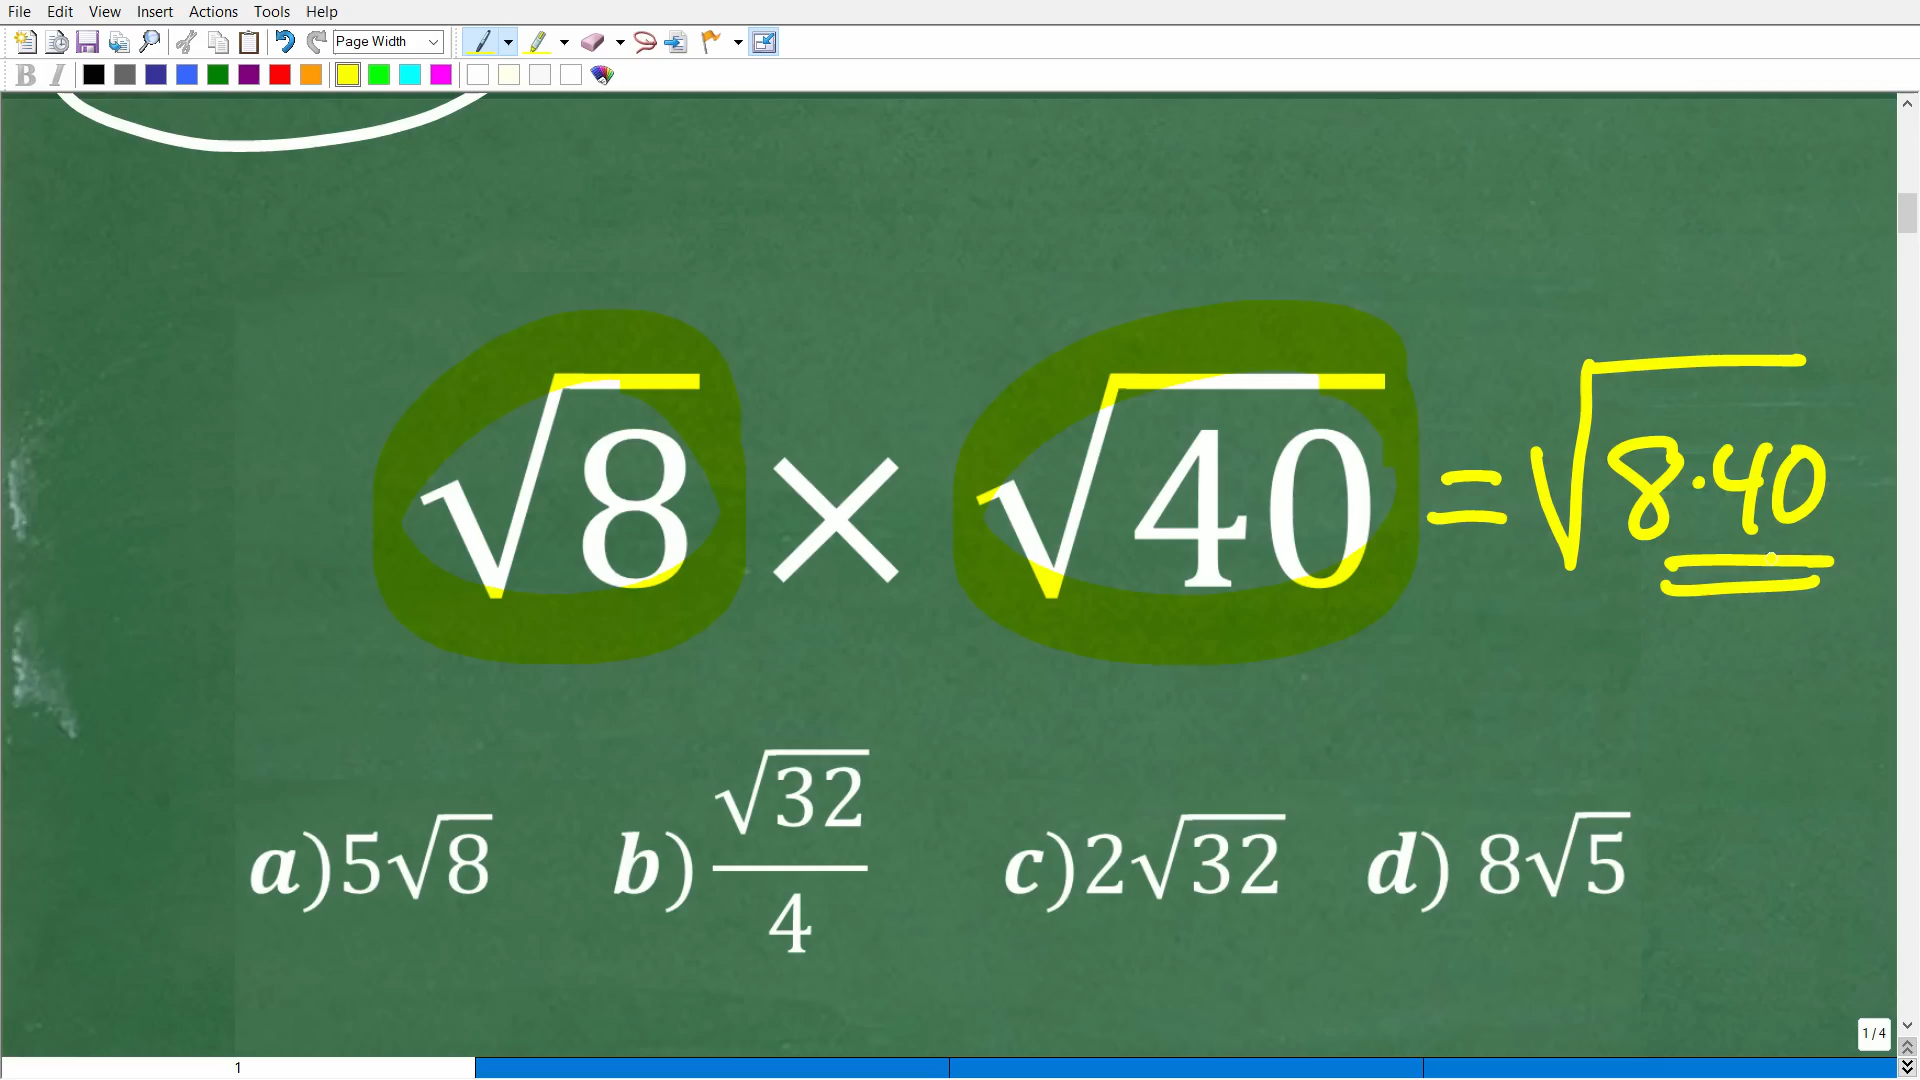 File Edit View Insert Actions Tools Help
Page Width
B I
√8 × √40 = √8·40
a)5√8 b) √32/4 c)2√32 d) 8√5
1 / 4
1